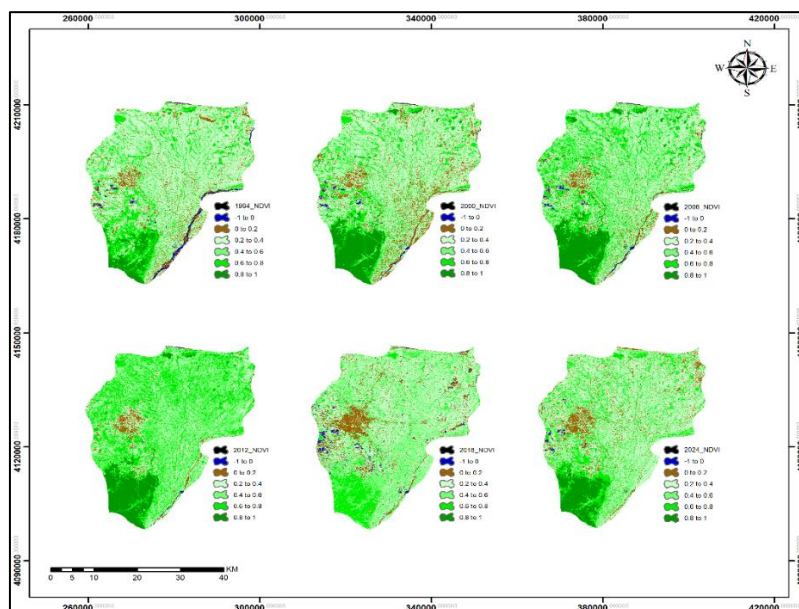 260000 300000 340000 380000 420000
N
W E
S
4210000
4180000
4150000
4120000
4090000
1994_NDVI
-1 to 0
0 to 0.2
0.2 to 0.4
0.4 to 0.6
0.6 to 0.8
0.8 to 1
2000_NDVI
-1 to 0
0 to 0.2
0.2 to 0.4
0.4 to 0.6
0.6 to 0.8
0.8 to 1
2006_NDVI
-1 to 0
0 to 0.2
0.2 to 0.4
0.4 to 0.6
0.6 to 0.8
0.8 to 1
2012_NDVI
-1 to 0
0 to 0.2
0.2 to 0.4
0.4 to 0.6
0.6 to 0.8
0.8 to 1
2018_NDVI
-1 to 0
0 to 0.2
0.2 to 0.4
0.4 to 0.6
0.6 to 0.8
0.8 to 1
2024_NDVI
-1 to 0
0 to 0.2
0.2 to 0.4
0.4 to 0.6
0.6 to 0.8
0.8 to 1
KM
0 5 10 20 30 40
260000 300000 340000 380000 420000